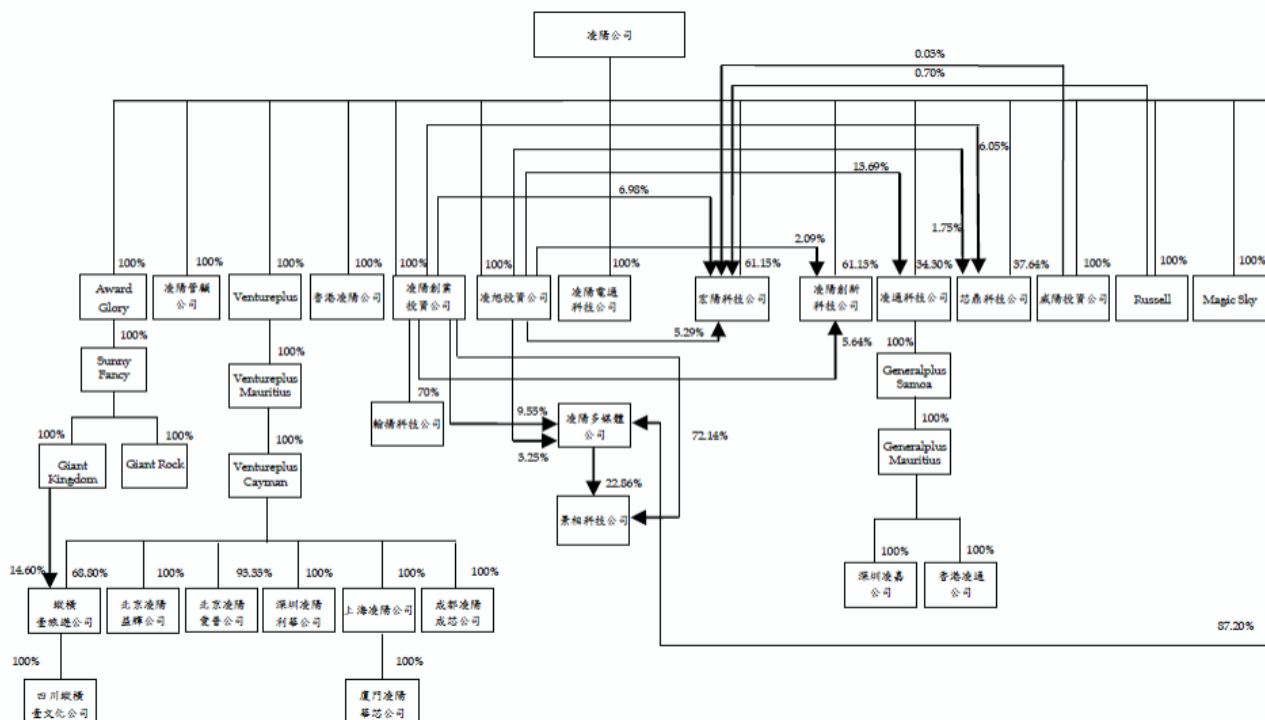 凌陽公司
0.03%
0.70%
6.05%
13.69%
6.98%
1.75%
2.09%
100%
100%
100%
100%
100%
100%
100%
61.15%
61.13%
34.30%
37.64%
100%
100%
100%
Award
Glory
凌陽管顧
公司
Ventureplus
香港凌陽公司
凌陽創業
投資公司
凌旭投資公司
凌陽電通
科技公司
宏陽科技公司
凌陽創新
科技公司
凌通科技公司
芯鼎科技公司
威陽投資公司
Russell
Magic Sky
5.29%
5.64%
100%
100%
100%
Sunny
Fancy
Ventureplus
Mauritius
Generalplus
Samoa
70%
9.55%
3.25%
72.14%
100%
100%
100%
100%
科技公司
凌陽多媒體
公司
Giant
Kingdom
Giant Rock
Ventureplus
Cayman
Generalplus
Mauritius
22.86%
景相科技公司
14.60%
68.80%
100%
93.33%
100%
100%
100%
100%
100%
縱橫
壹旅遊公司
北京凌陽
益輝公司
北京凌陽
愛普公司
深圳凌陽
利華公司
上海凌陽公司
成都凌陽
成芯公司
深圳凌嘉
公司
香港凌通
公司
87.20%
100%
100%
四川縱橫
壹文化公司
廈門凌陽
華芯公司